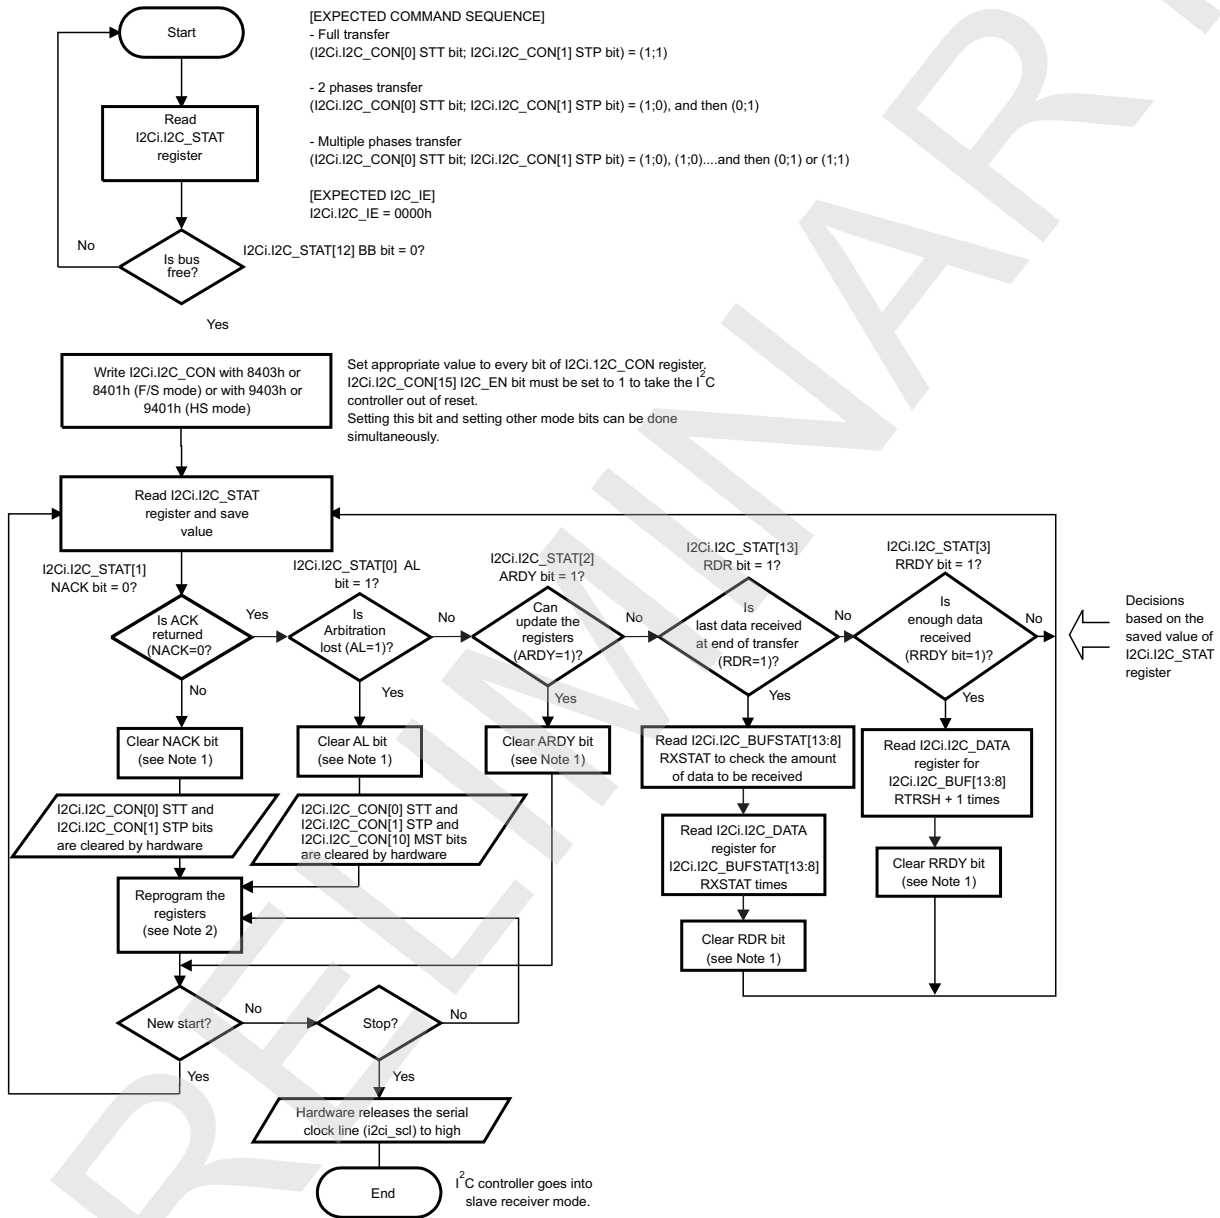 Start
[EXPECTED COMMAND SEQUENCE]
- Full transfer
(I2Ci.I2C_CON[0] STT bit; I2Ci.I2C_CON[1] STP bit) = (1;1)
- 2 phases transfer
(I2Ci.I2C_CON[0] STT bit; I2Ci.I2C_CON[1] STP bit) = (1;0), and then (0;1)
- Multiple phases transfer
(I2Ci.I2C_CON[0] STT bit; I2Ci.I2C_CON[1] STP bit) = (1;0), (1;0)....and then (0;1) or (1;1)
[EXPECTED I2C_IE]
I2Ci.I2C_IE = 0000h
Read
I2Ci.I2C_STAT
register
No
Is bus
free?
I2Ci.I2C_STAT[12] BB bit = 0?
Yes
Write I2Ci.I2C_CON with 8403h or
8401h (F/S mode) or with 9403h or
9401h (HS mode)
Set appropriate value to every bit of I2Ci.12C_CON register.
I2Ci.I2C_CON[15] I2C_EN bit must be set to 1 to take the I2C
controller out of reset.
Setting this bit and setting other mode bits can be done
simultaneously.
Read I2Ci.I2C_STAT
register and save
value
I2Ci.I2C_STAT[1]
NACK bit = 0?
Is ACK
returned
(NACK=0?
Yes
No
I2Ci.I2C_STAT[0] AL
bit = 1?
Is
Arbitration
lost (AL=1)?
No
Yes
I2Ci.I2C_STAT[2]
ARDY bit = 1?
Can
update the
registers
(ARDY=1)?
No
Yes
I2Ci.I2C_STAT[13]
RDR bit = 1?
Is
last data received
at end of transfer
(RDR=1)?
No
Yes
I2Ci.I2C_STAT[3]
RRDY bit = 1?
Is
enough data
received
(RRDY bit=1)?
No
Yes
Decisions
based on the
saved value of
I2Ci.I2C_STAT
register
Clear NACK bit
(see Note 1)
Clear AL bit
(see Note 1)
Clear ARDY bit
(see Note 1)
Read I2Ci.I2C_BUFSTAT[13:8]
RXSTAT to check the amount
of data to be received
Read I2Ci.I2C_DATA
register for
I2Ci.I2C_BUF[13:8]
RTRSH + 1 times
I2Ci.I2C_CON[0] STT and
I2Ci.I2C_CON[1] STP bits
are cleared by hardware
I2Ci.I2C_CON[0] STT and
I2Ci.I2C_CON[1] STP and
I2Ci.I2C_CON[10] MST bits
are cleared by hardware
Read I2Ci.I2C_DATA
register for
I2Ci.I2C_BUFSTAT[13:8]
RXSTAT times
Clear RRDY bit
(see Note 1)
Reprogram the
registers
(see Note 2)
Clear RDR bit
(see Note 1)
New start?
No
Yes
Stop?
No
Yes
Hardware releases the serial
clock line (i2ci_scl) to high
End
I2C controller goes into
slave receiver mode.
PRELIMINARY